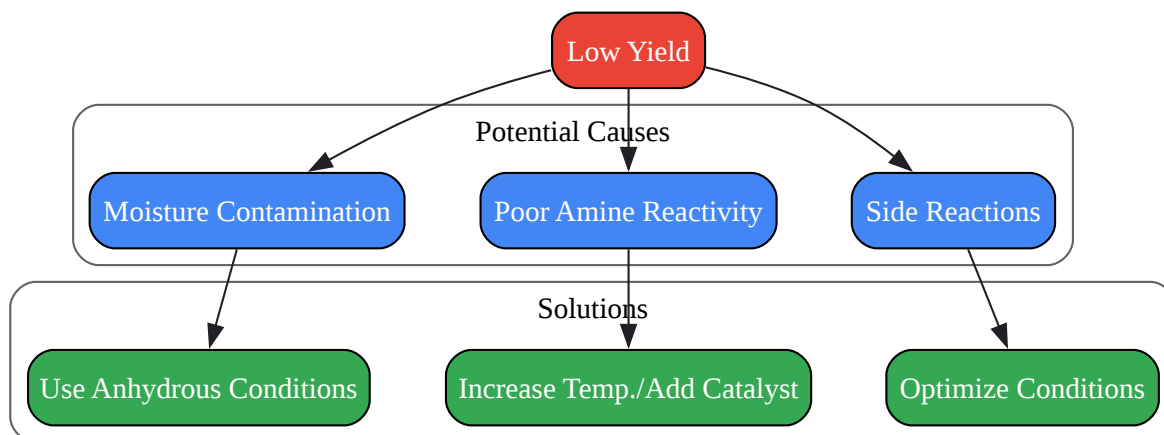 Low Yield
Potential Causes
Moisture Contamination
Poor Amine Reactivity
Side Reactions
Solutions
Use Anhydrous Conditions
Increase Temp./Add Catalyst
Optimize Conditions